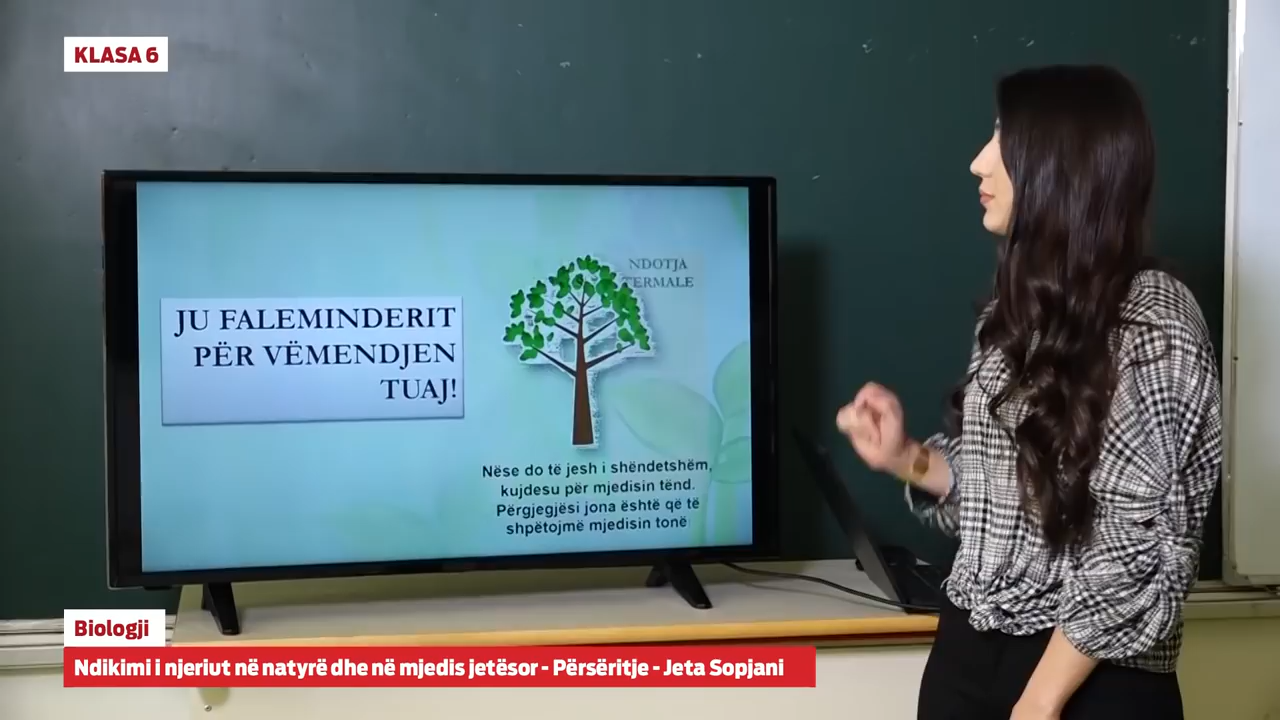 KLASA 6
JU FALEMINDERIT
PËR VËMENDJEN
TUAJ!
NDOTJA
TERMALE
Nëse do të jesh i shëndetshëm,
kujdesu për mjedisin tënd.
Përgjegjësi jona është që të
shpëtojmë mjedisin tonë
Biologji
Ndikimi i njeriut në natyrë dhe në mjedis jetësor - Përsëritje - Jeta Sopjani